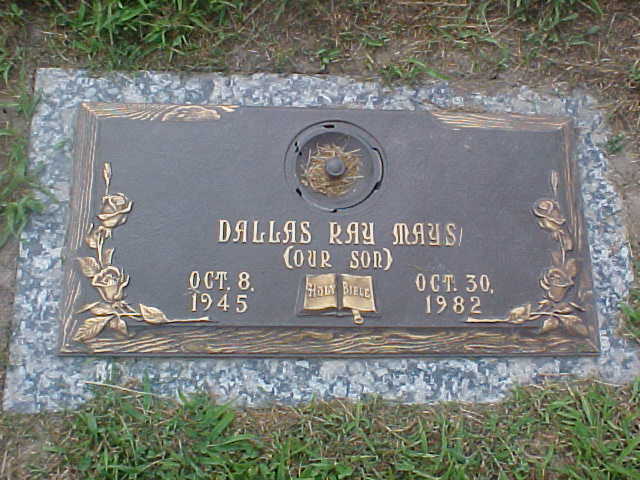 DALLAS RAY MAYS
(OUR SON)
OCT. 8, 1945
HOLY BIBLE
OCT. 30, 1982